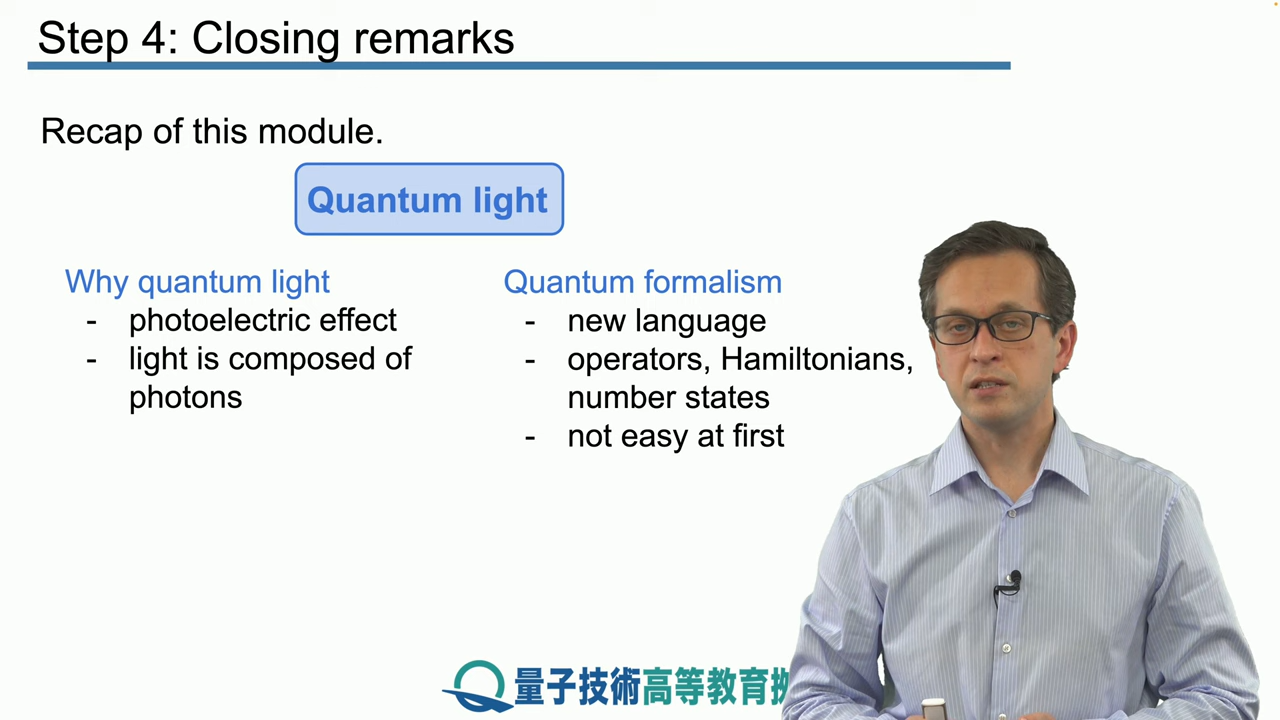 Step 4: Closing remarks
Recap of this module.
Quantum light
Why quantum light
- photoelectric effect
- light is composed of
photons
Quantum formalism
- new language
- operators, Hamiltonians,
number states
- not easy at first
量子技術高等教育拠